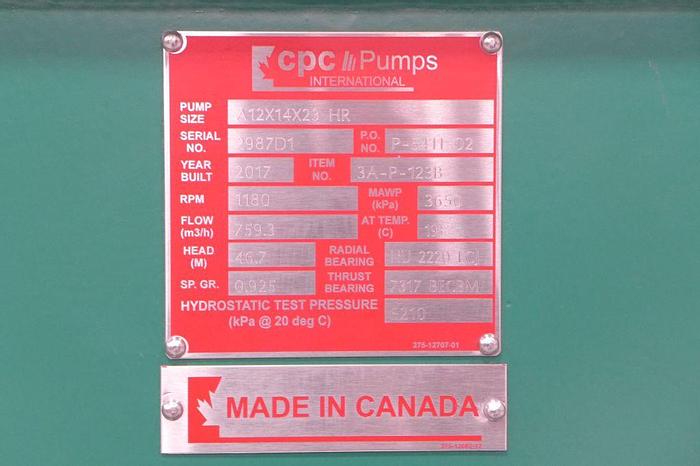 cpc Pumps
INTERNATIONAL
PUMP SIZE A12X14X23 HR
SERIAL NO. 2987D1 P.O. NO.
YEAR BUILT 2017 ITEM NO. 3A-P-123B
RPM 1180 MAWP (kPa) 3650
FLOW (m3/h) 759.3 AT TEMP. (C)
HEAD (M) 46.7 RADIAL BEARING
SP. GR. 0.925 THRUST BEARING 7317 BECBM
HYDROSTATIC TEST PRESSURE (kPa @ 20 deg C) 5210
275-12707-01
MADE IN CANADA